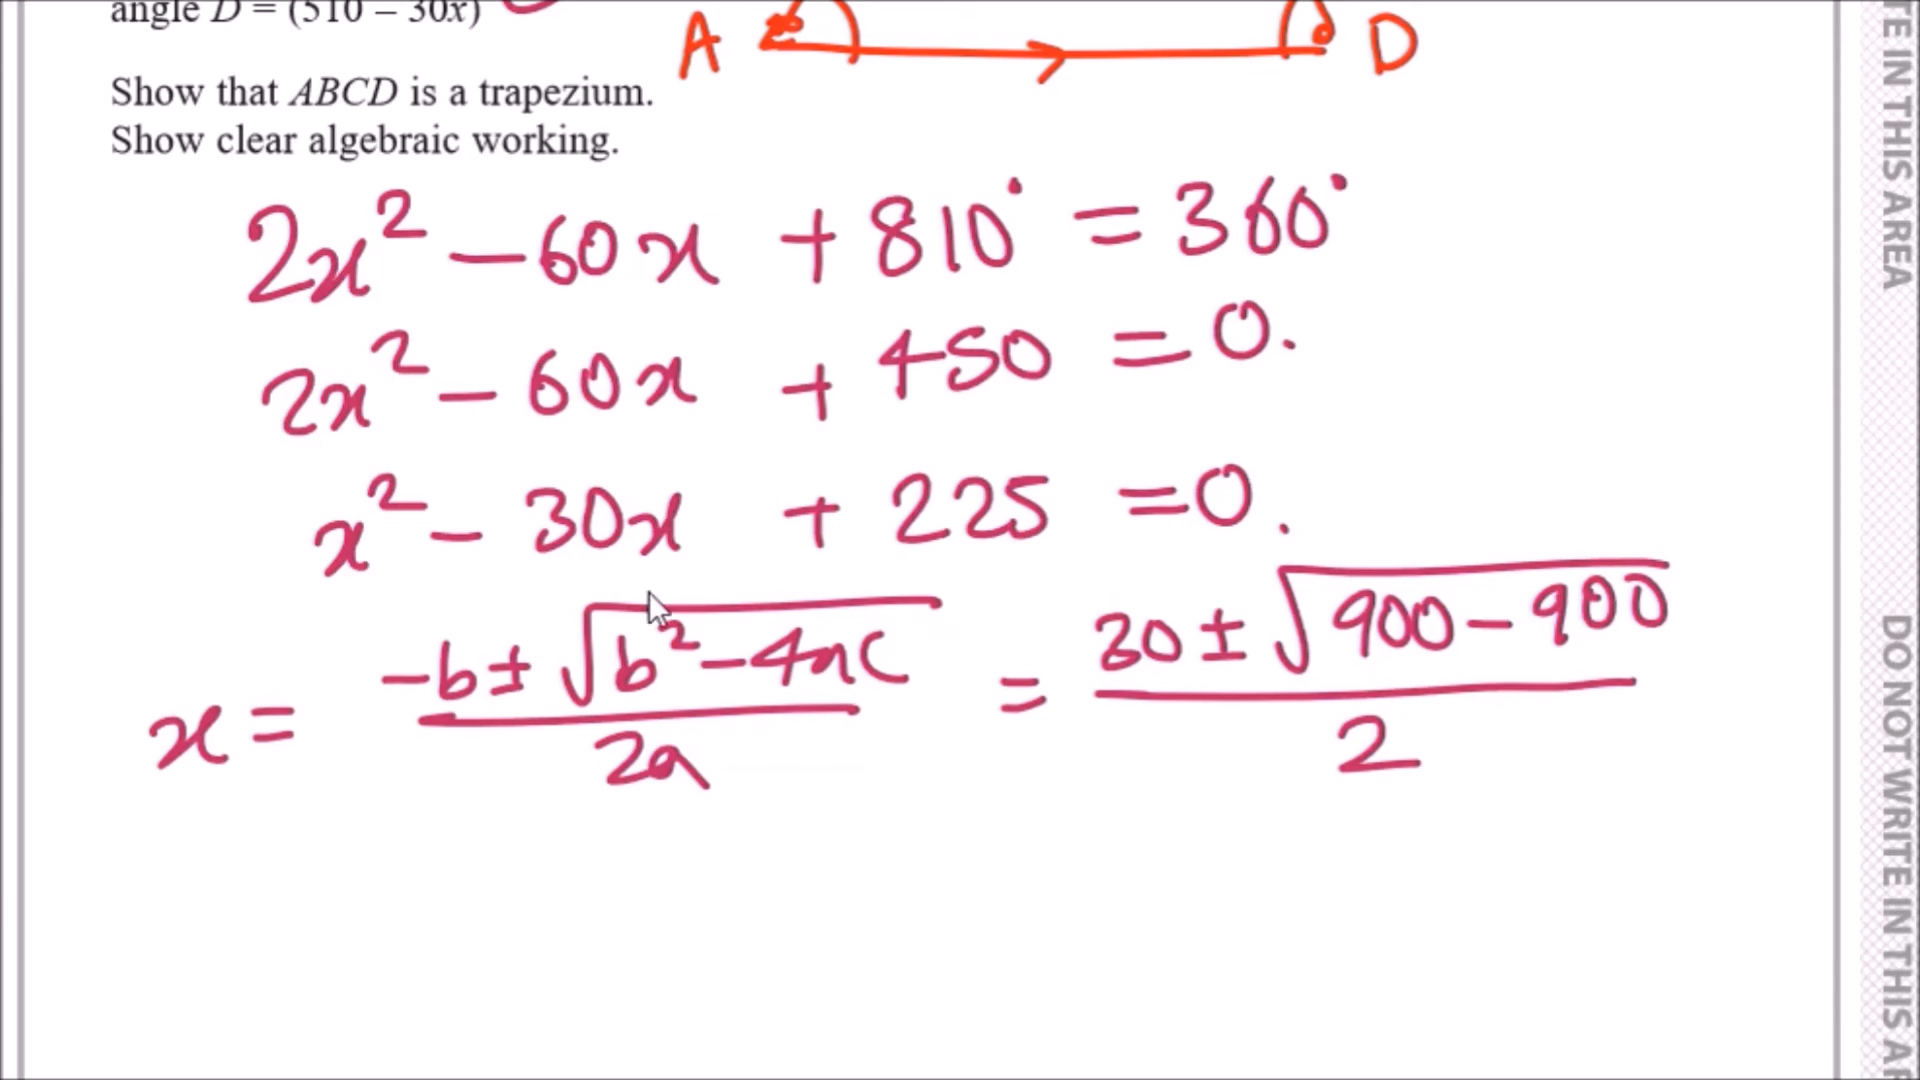 angle D = (510 – 30x)
A D
Show that ABCD is a trapezium.
Show clear algebraic working.
2x² - 60x + 810° = 360°
2x² - 60x + 450 = 0.
x² - 30x + 225 = 0.
x = (-b ± √(b² - 4ac))/2a = (30 ± √(900 - 900))/2
TE IN THIS AREA
DO NOT WRITE IN THIS AR